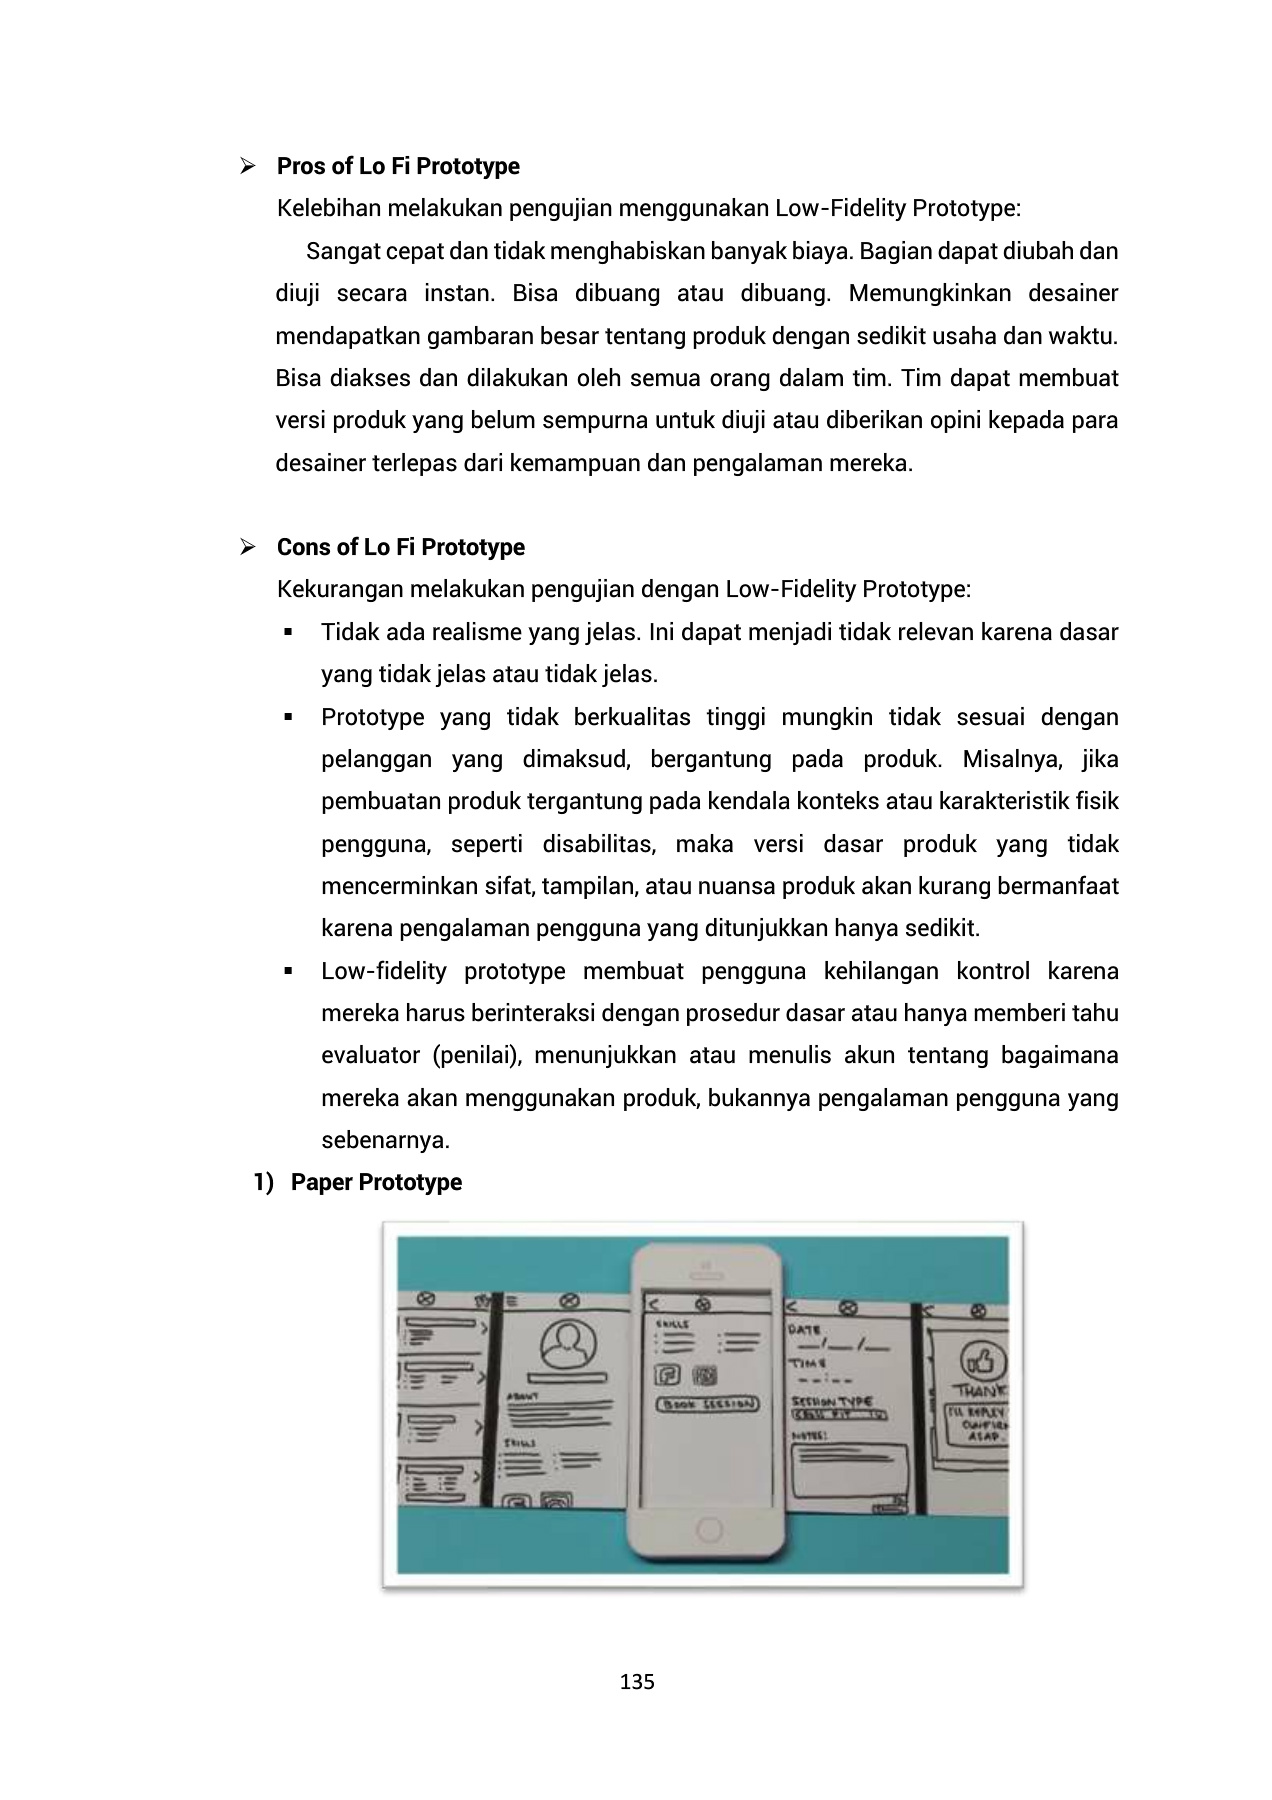 ➢ Pros of Lo Fi Prototype
Kelebihan melakukan pengujian menggunakan Low-Fidelity Prototype:
Sangat cepat dan tidak menghabiskan banyak biaya. Bagian dapat diubah dan
diuji secara instan. Bisa dibuang atau dibuang. Memungkinkan desainer
mendapatkan gambaran besar tentang produk dengan sedikit usaha dan waktu.
Bisa diakses dan dilakukan oleh semua orang dalam tim. Tim dapat membuat
versi produk yang belum sempurna untuk diuji atau diberikan opini kepada para
desainer terlepas dari kemampuan dan pengalaman mereka.
➢ Cons of Lo Fi Prototype
Kekurangan melakukan pengujian dengan Low-Fidelity Prototype:
▪ Tidak ada realisme yang jelas. Ini dapat menjadi tidak relevan karena dasar
yang tidak jelas atau tidak jelas.
▪ Prototype yang tidak berkualitas tinggi mungkin tidak sesuai dengan
pelanggan yang dimaksud, bergantung pada produk. Misalnya, jika
pembuatan produk tergantung pada kendala konteks atau karakteristik fisik
pengguna, seperti disabilitas, maka versi dasar produk yang tidak
mencerminkan sifat, tampilan, atau nuansa produk akan kurang bermanfaat
karena pengalaman pengguna yang ditunjukkan hanya sedikit.
▪ Low-fidelity prototype membuat pengguna kehilangan kontrol karena
mereka harus berinteraksi dengan prosedur dasar atau hanya memberi tahu
evaluator (penilai), menunjukkan atau menulis akun tentang bagaimana
mereka akan menggunakan produk, bukannya pengalaman pengguna yang
sebenarnya.
1) Paper Prototype
ABOUT
SKILLS
SKILLS
BOOK SESSION
DATE
TIME
SESSION TYPE
NOTES:
THANK
I'LL REPLY
CONFIRM
ASAP.
135